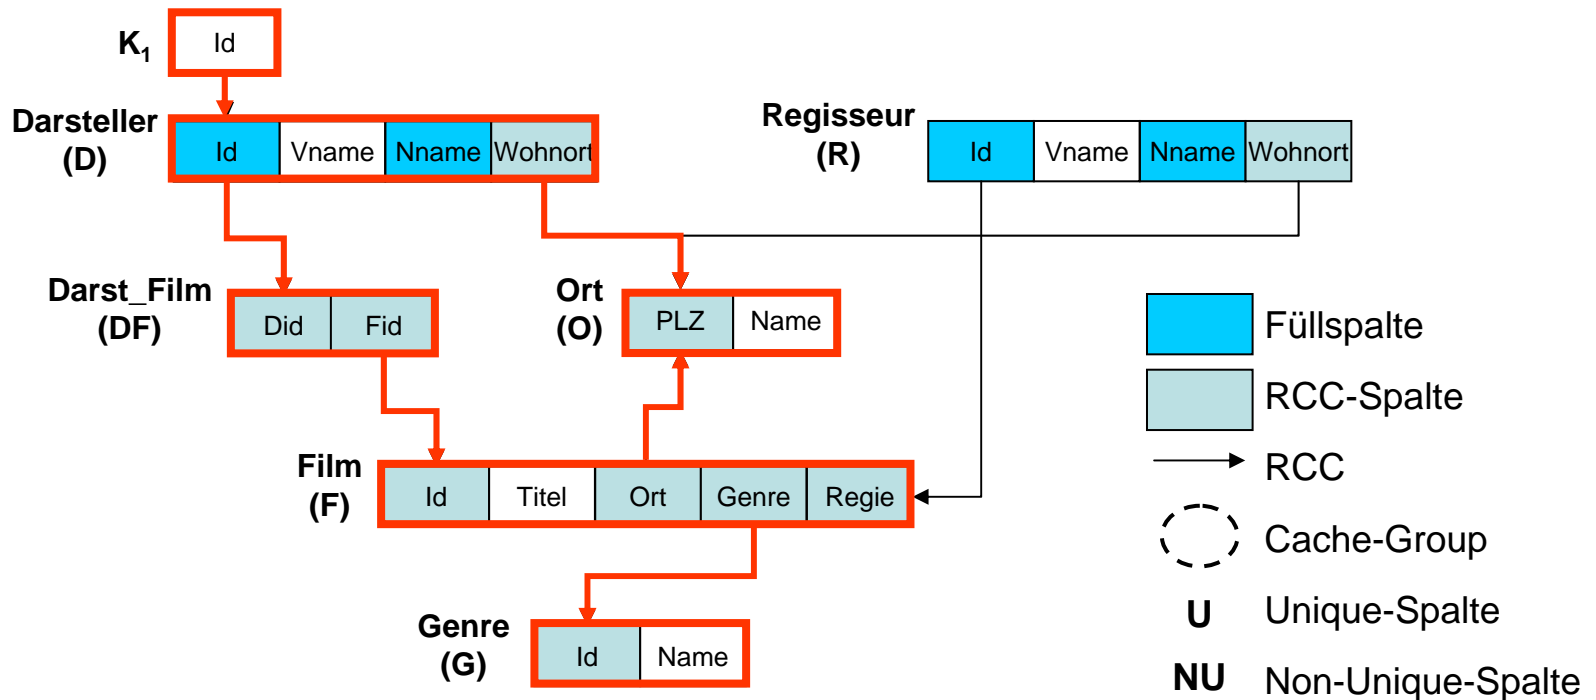 K1
Id
Darsteller
(D)
Id Vname Nname Wohnort
Regisseur
(R)
Id Vname Nname Wohnort
Darst_Film
(DF)
Did Fid
Ort
(O)
PLZ Name
Film
(F)
Id Titel Ort Genre Regie
Genre
(G)
Id Name
Füllspalte
RCC-Spalte
RCC
Cache-Group
U Unique-Spalte
NU Non-Unique-Spalte